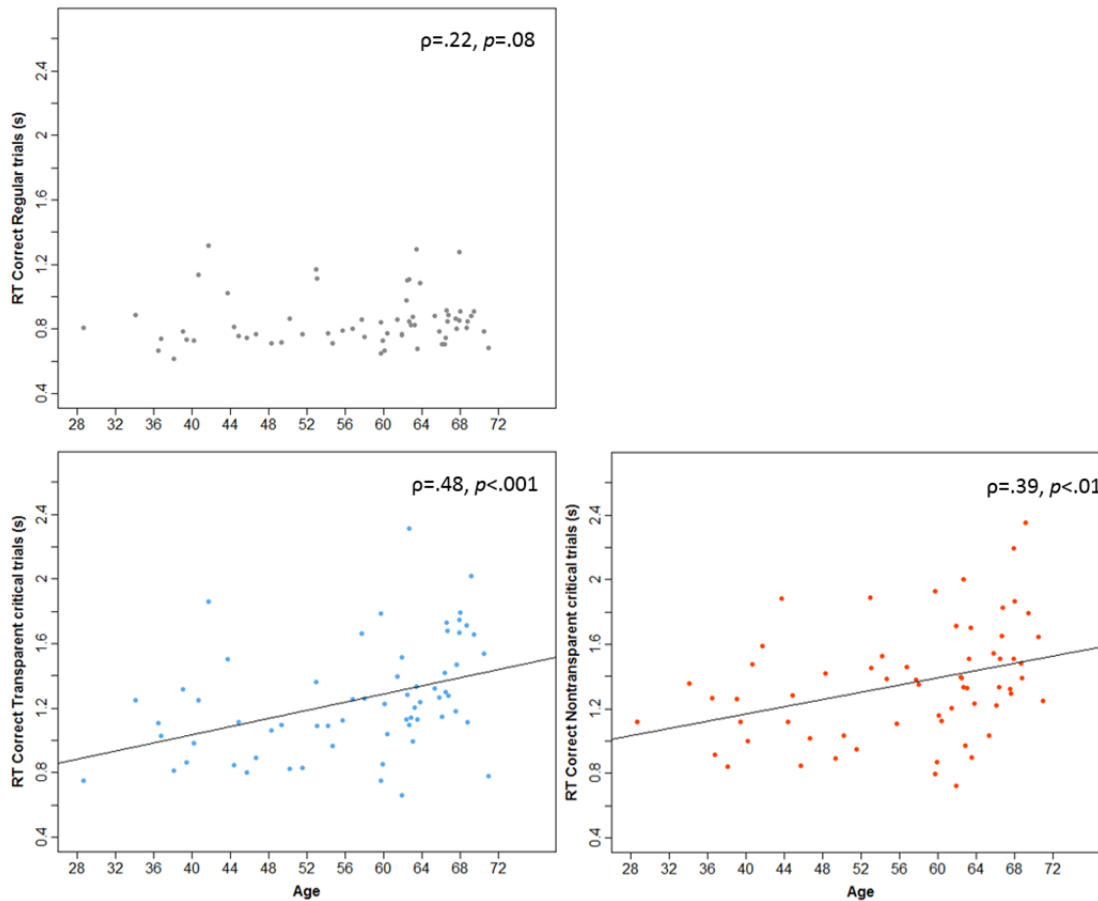 ρ=.22, p=.08
RT Correct Regular trials (s)
2.4
2
1.6
1.2
0.8
0.4
28 32 36 40 44 48 52 56 60 64 68 72
ρ=.48, p<.001
RT Correct Transparent critical trials (s)
2.4
2
1.6
1.2
0.8
0.4
28 32 36 40 44 48 52 56 60 64 68 72
Age
ρ=.39, p<.01
RT Correct Nontransparent critical trials (s)
2.4
2
1.6
1.2
0.8
0.4
28 32 36 40 44 48 52 56 60 64 68 72
Age